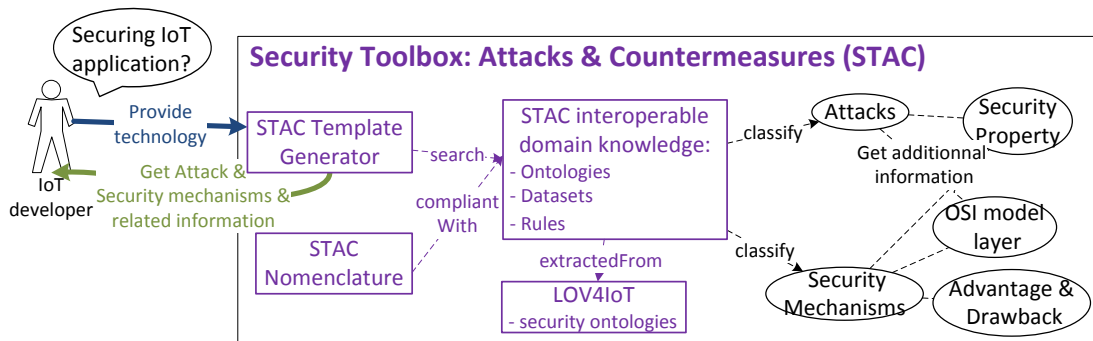 Securing IoT
application?
Security Toolbox: Attacks & Countermeasures (STAC)
Provide
technology
IoT
developer
Get Attack &
Security mechanisms &
related information
STAC Template
Generator
search
compliant
With
STAC
Nomenclature
STAC interoperable
domain knowledge:
- Ontologies
- Datasets
- Rules
extractedFrom
LOV4IoT
- security ontologies
classify
Attacks
Security
Property
Get additionnal
information
OSI model
layer
classify
Security
Mechanisms
Advantage &
Drawback